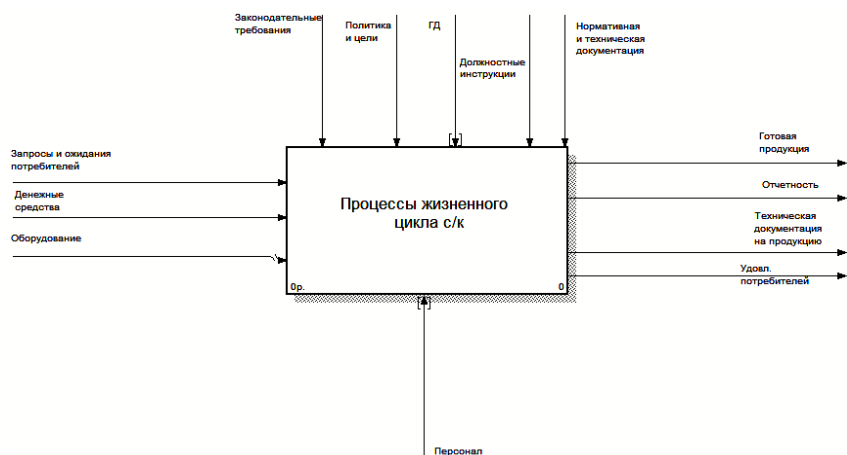 Законодательные
требования
Политика
и цели
ГД
Должностные
инструкции
Нормативная
и техническая
документация
Запросы и ожидания
потребителей
Денежные
средства
Оборудование
Процессы жизненного
цикла с/к
0р.
0
Готовая
продукция
Отчетность
Техническая
документация
на продукцию
Удовл.
потребителей
Персонал